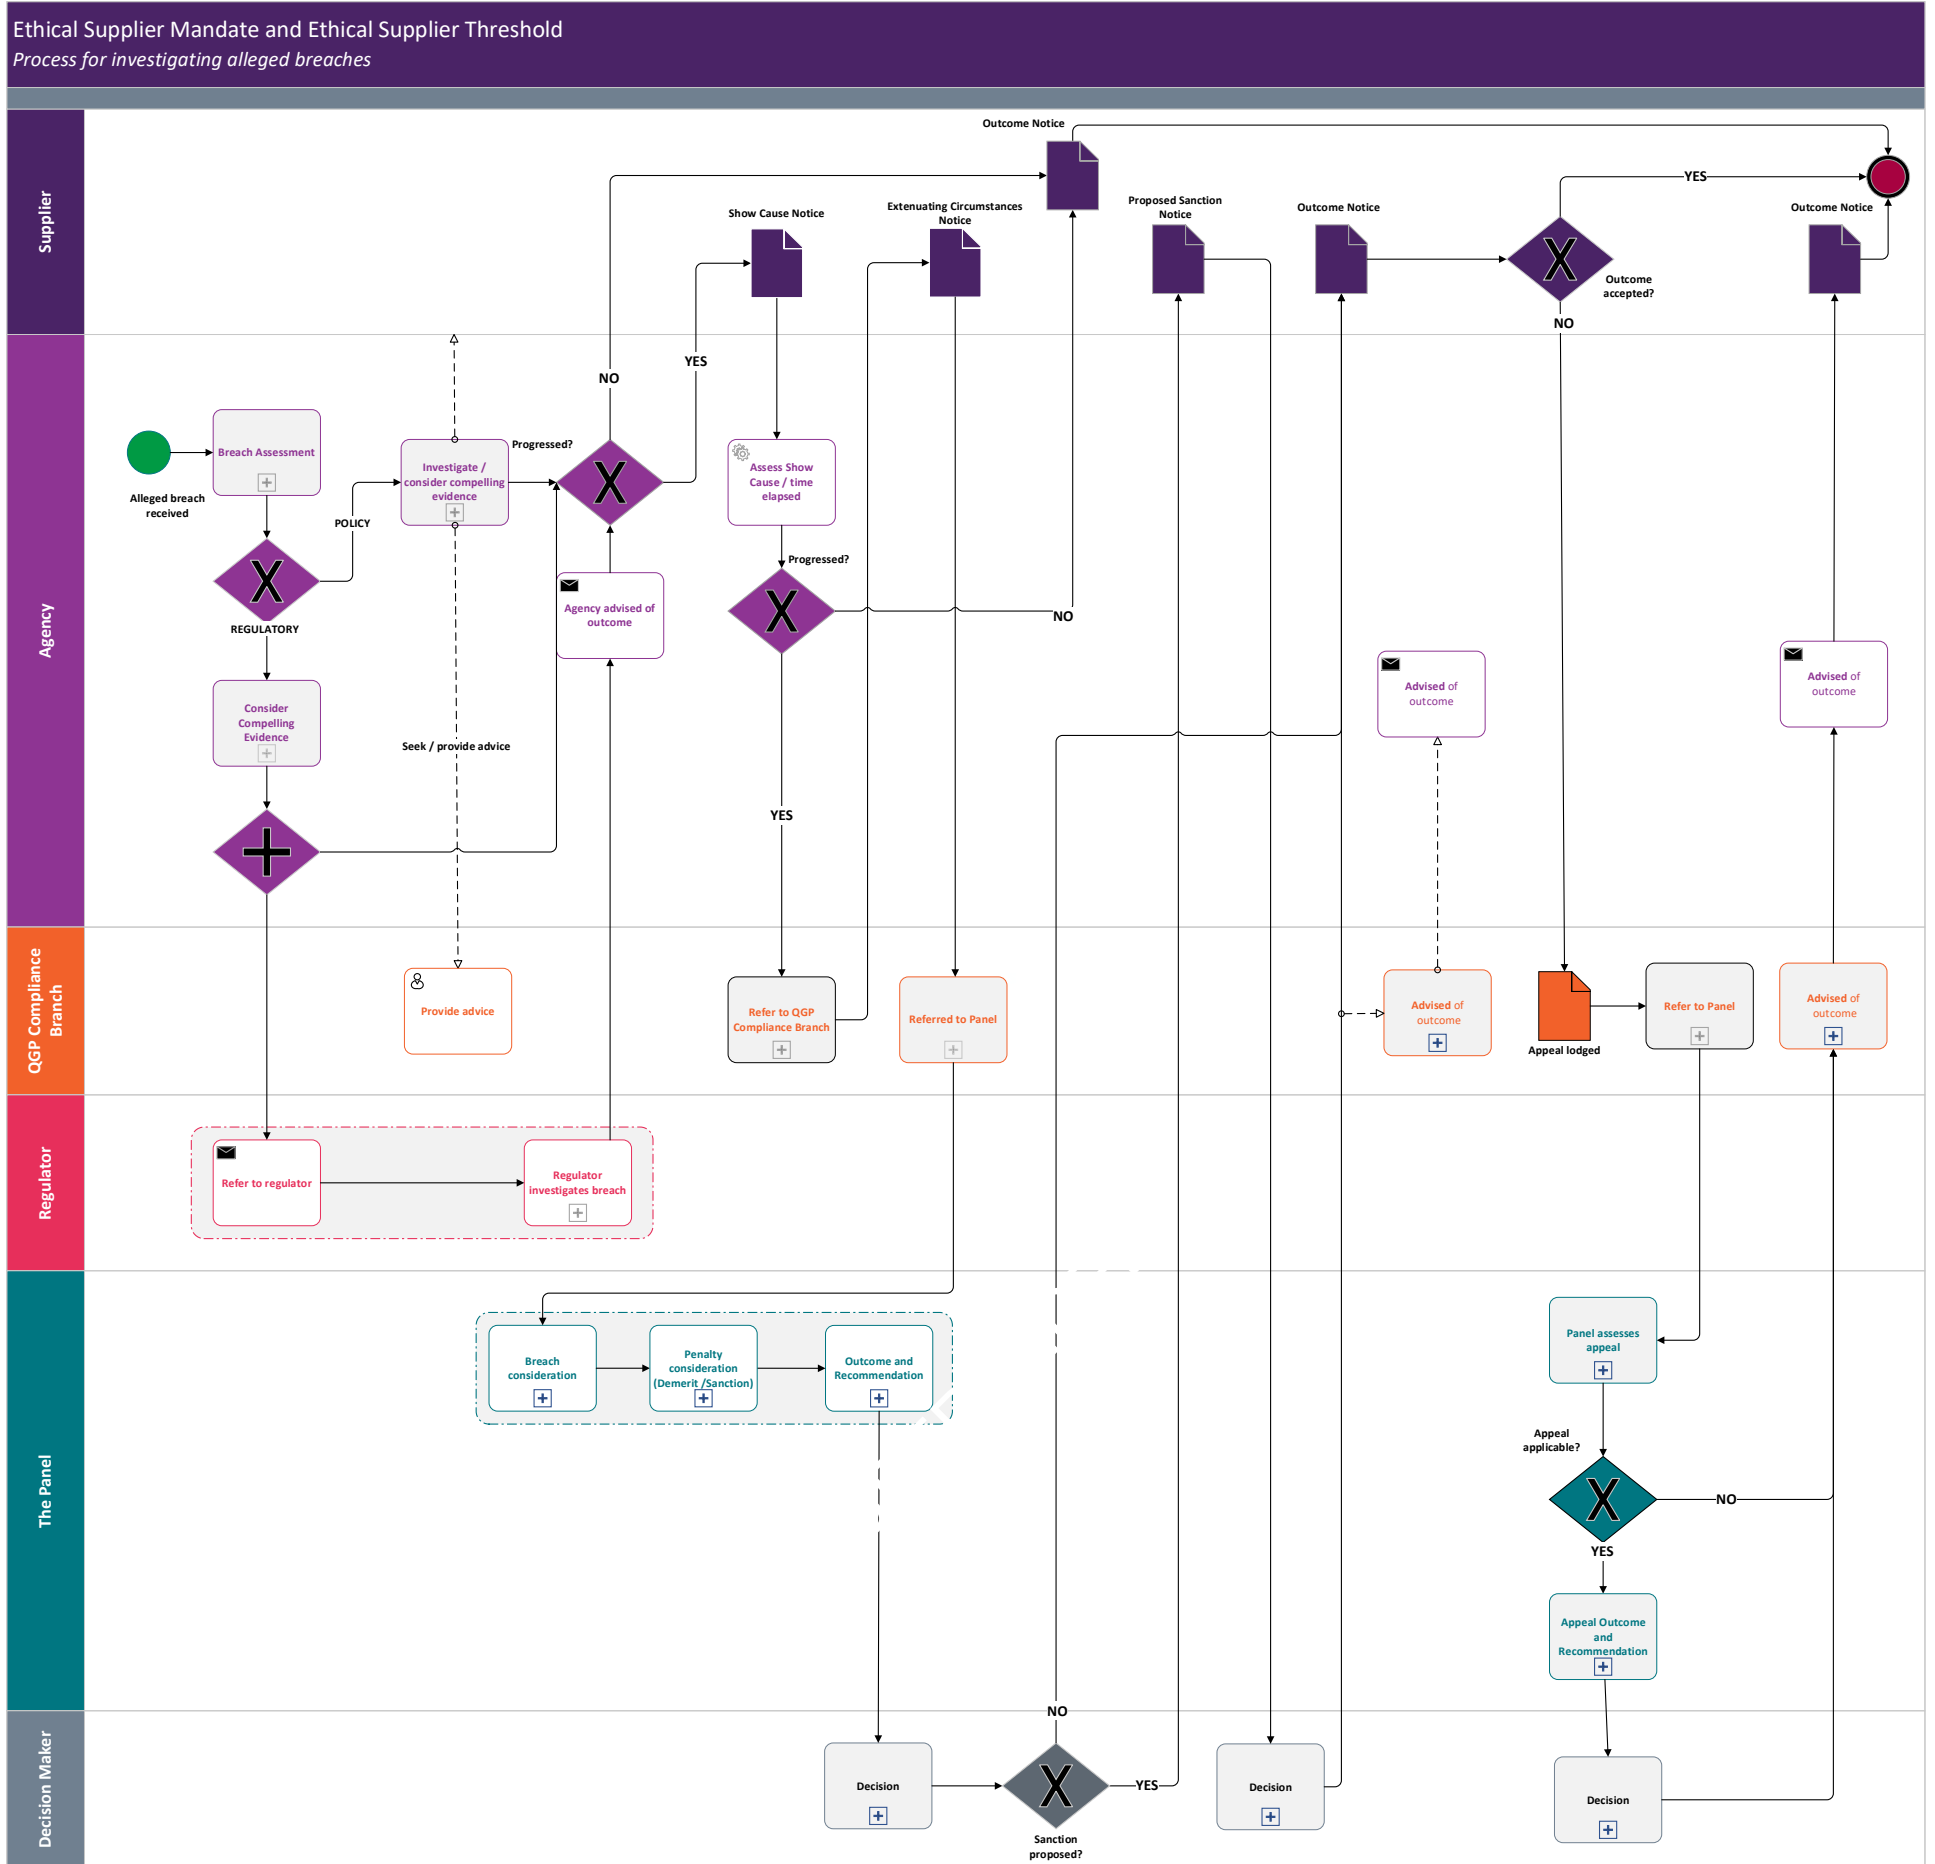 Ethical Supplier Mandate and Ethical Supplier Threshold
Process for investigating alleged breaches
Supplier
Outcome Notice
Show Cause Notice
Extenuating Circumstances
Notice
Proposed Sanction
Notice
Outcome Notice
YES
Outcome
accepted?
NO
Outcome Notice
Agency
Alleged breach
received
Breach Assessment
POLICY
REGULATORY
Investigate /
consider compelling
evidence
Progressed?
X
NO
YES
X
Agency advised of
outcome
Consider
Compelling
Evidence
Seek / provide advice
Assess Show
Cause / time
elapsed
Progressed?
X
NO
YES
X
Advised of
outcome
Advised of
outcome
QGP Compliance
Branch
Provide advice
Refer to QGP
Compliance Branch
Referred to Panel
Advised of
outcome
Appeal lodged
Refer to Panel
Advised of
outcome
Regulator
Refer to regulator
Regulator
investigates breach
The Panel
Breach
consideration
Penalty
consideration
(Demerit /Sanction)
Outcome and
Recommendation
Panel assesses
appeal
Appeal
applicable?
X
NO
YES
Appeal Outcome
and
Recommendation
Decision Maker
Decision
NO
X
YES
Sanction
proposed?
Decision
Decision